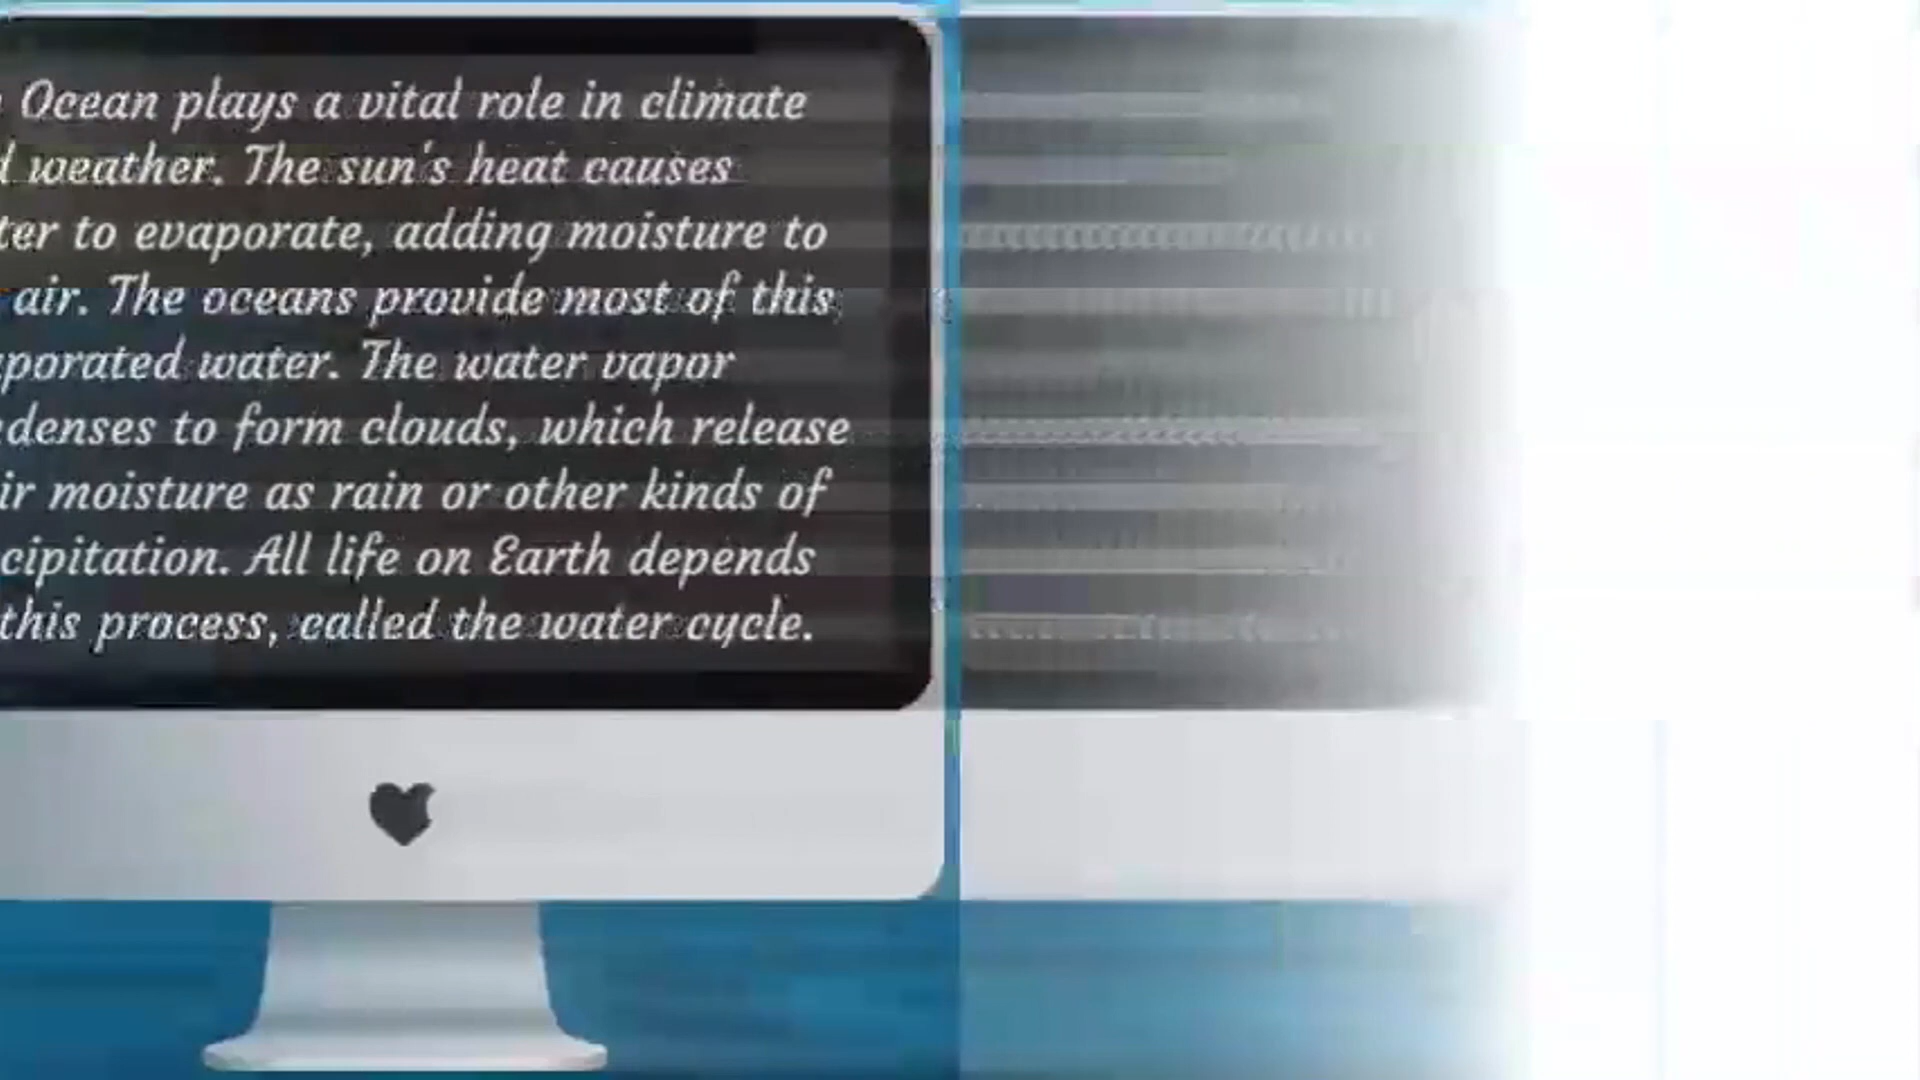 Ocean plays a vital role in climate
weather. The sun's heat causes
ter to evaporate, adding moisture to
air. The oceans provide most of this
porated water. The water vapor
denses to form clouds, which release
ir moisture as rain or other kinds of
cipitation. All life on Earth depends
this process, called the water cycle.